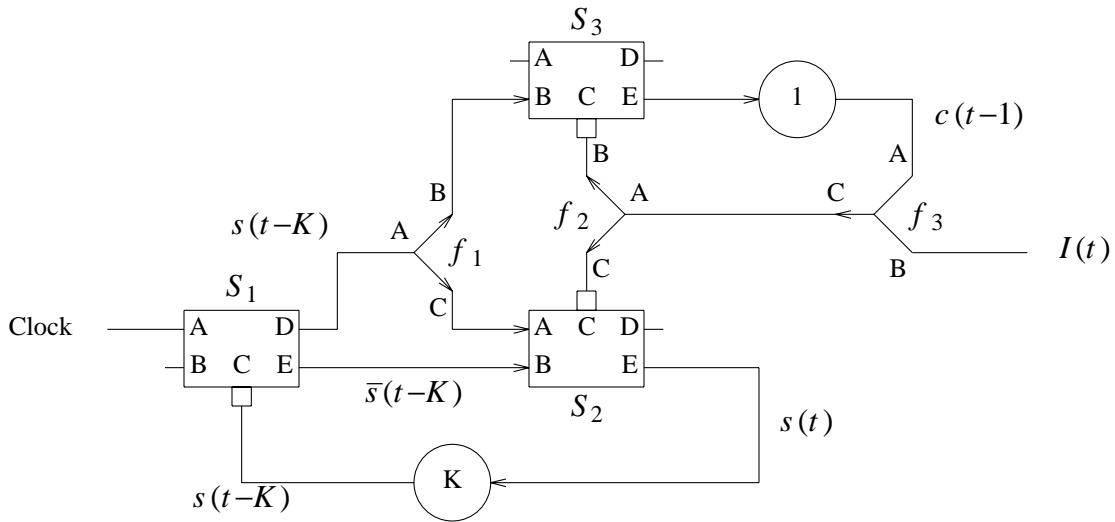 S3
A D
B C E
1
c(t−1)
B
A
B
A
C
f2
f3
s(t−K)
A
f1
I(t)
B
C
C
S1
Clock
A D
A C D
B C E
B E
s̅(t−K)
S2
s(t)
K
s(t−K)